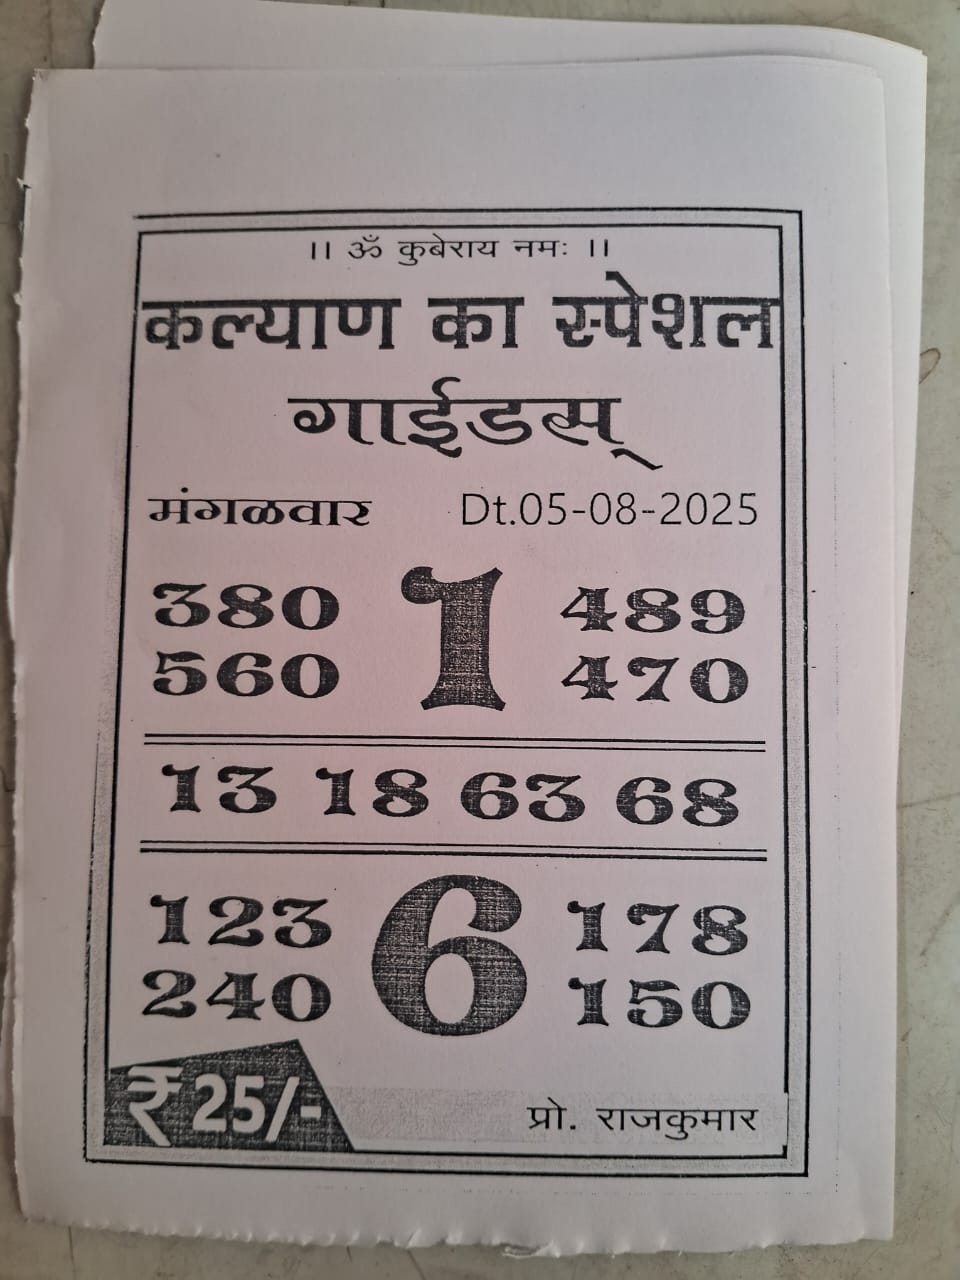 ।। ॐ कुबेराय नमः ।।
कल्याण का स्पेशल
गाईडस्
मंगळवार Dt.05-08-2025
380 1 489
560 470
13 18 63 68
123 6 178
240 150
₹ 25/-
प्रो. राजकुमार